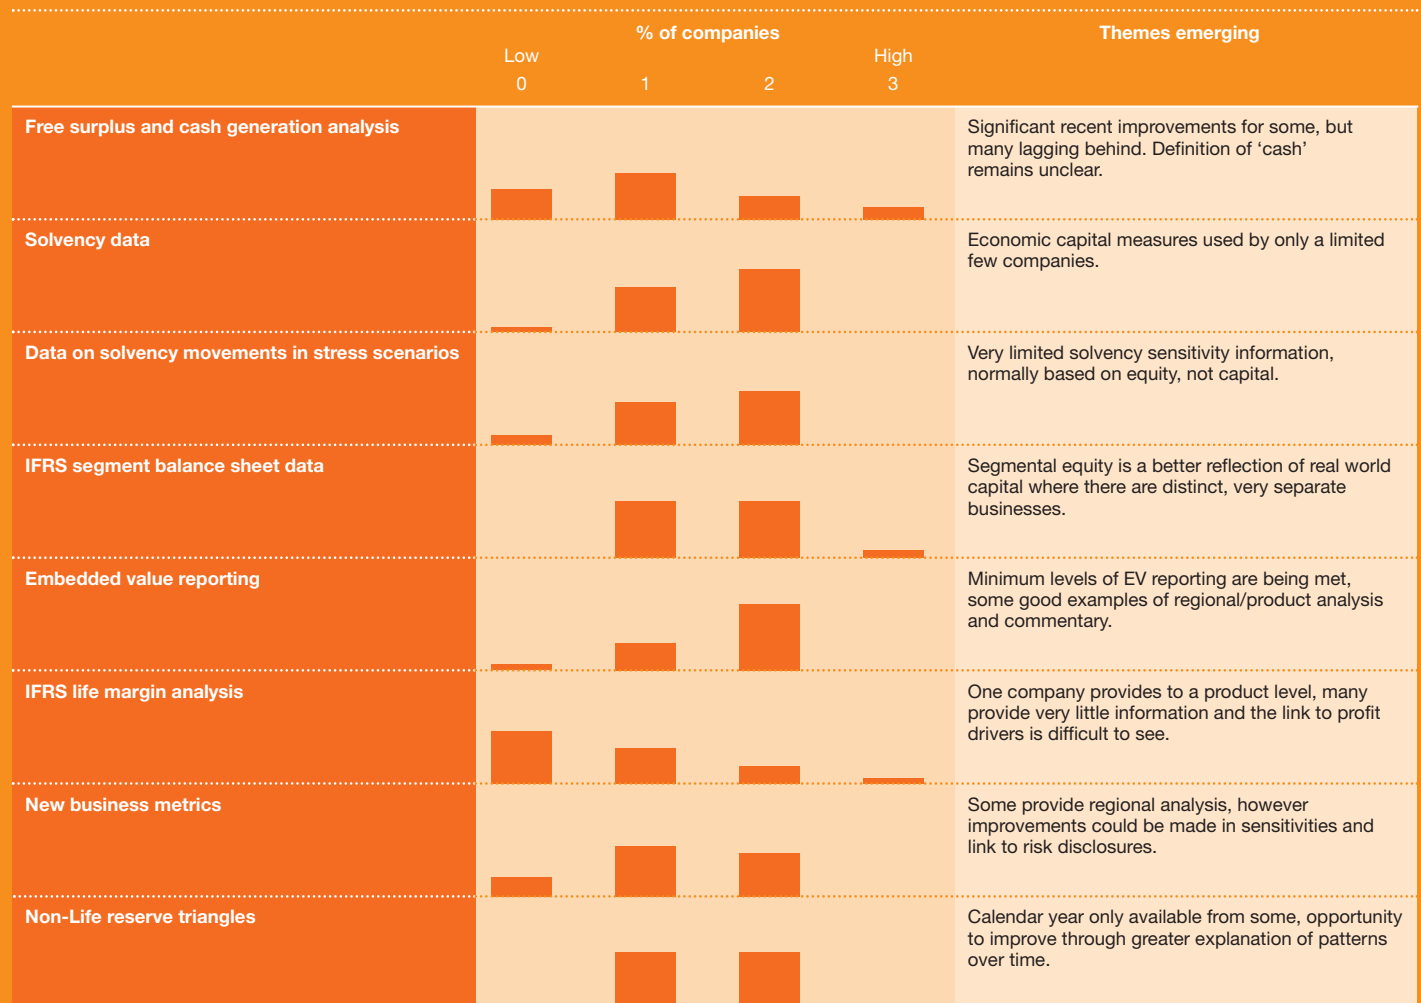 % of companies
Themes emerging
Low
High
0
1
2
3
Free surplus and cash generation analysis
Significant recent improvements for some, but
many lagging behind. Definition of ‘cash’
remains unclear.
Solvency data
Economic capital measures used by only a limited
few companies.
Data on solvency movements in stress scenarios
Very limited solvency sensitivity information,
normally based on equity, not capital.
IFRS segment balance sheet data
Segmental equity is a better reflection of real world
capital where there are distinct, very separate
businesses.
Embedded value reporting
Minimum levels of EV reporting are being met,
some good examples of regional/product analysis
and commentary.
IFRS life margin analysis
One company provides to a product level, many
provide very little information and the link to profit
drivers is difficult to see.
New business metrics
Some provide regional analysis, however
improvements could be made in sensitivities and
link to risk disclosures.
Non-Life reserve triangles
Calendar year only available from some, opportunity
to improve through greater explanation of patterns
over time.